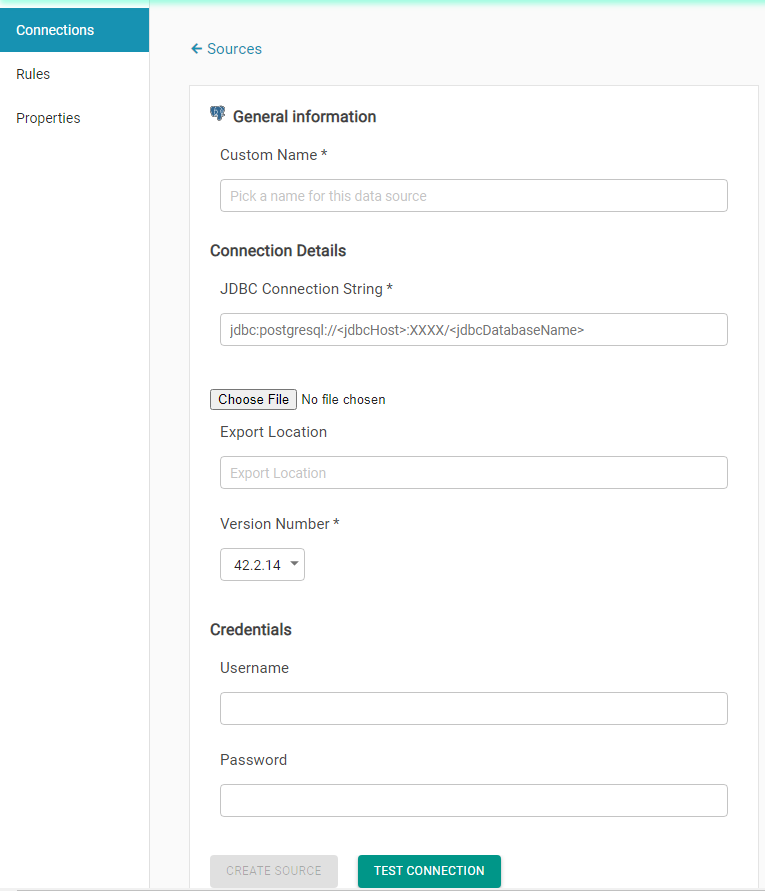 Connections
Rules
Properties
← Sources
General information
Custom Name *
Pick a name for this data source
Connection Details
JDBC Connection String *
jdbc:postgresql://<jdbcHost>:XXXX/<jdbcDatabaseName>
Choose File No file chosen
Export Location
Export Location
Version Number *
42.2.14
Credentials
Username
Password
CREATE SOURCE TEST CONNECTION